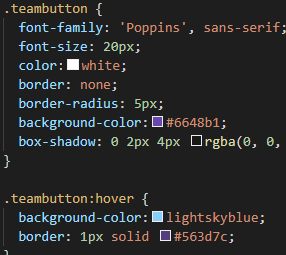 .teambutton {
font-family: 'Poppins', sans-serif;
font-size: 20px;
color: white;
border: none;
border-radius: 5px;
background-color: #6648b1;
box-shadow: 0 2px 4px rgba(0, 0,
}
.teambutton:hover {
background-color: lightskyblue;
border: 1px solid #563d7c;